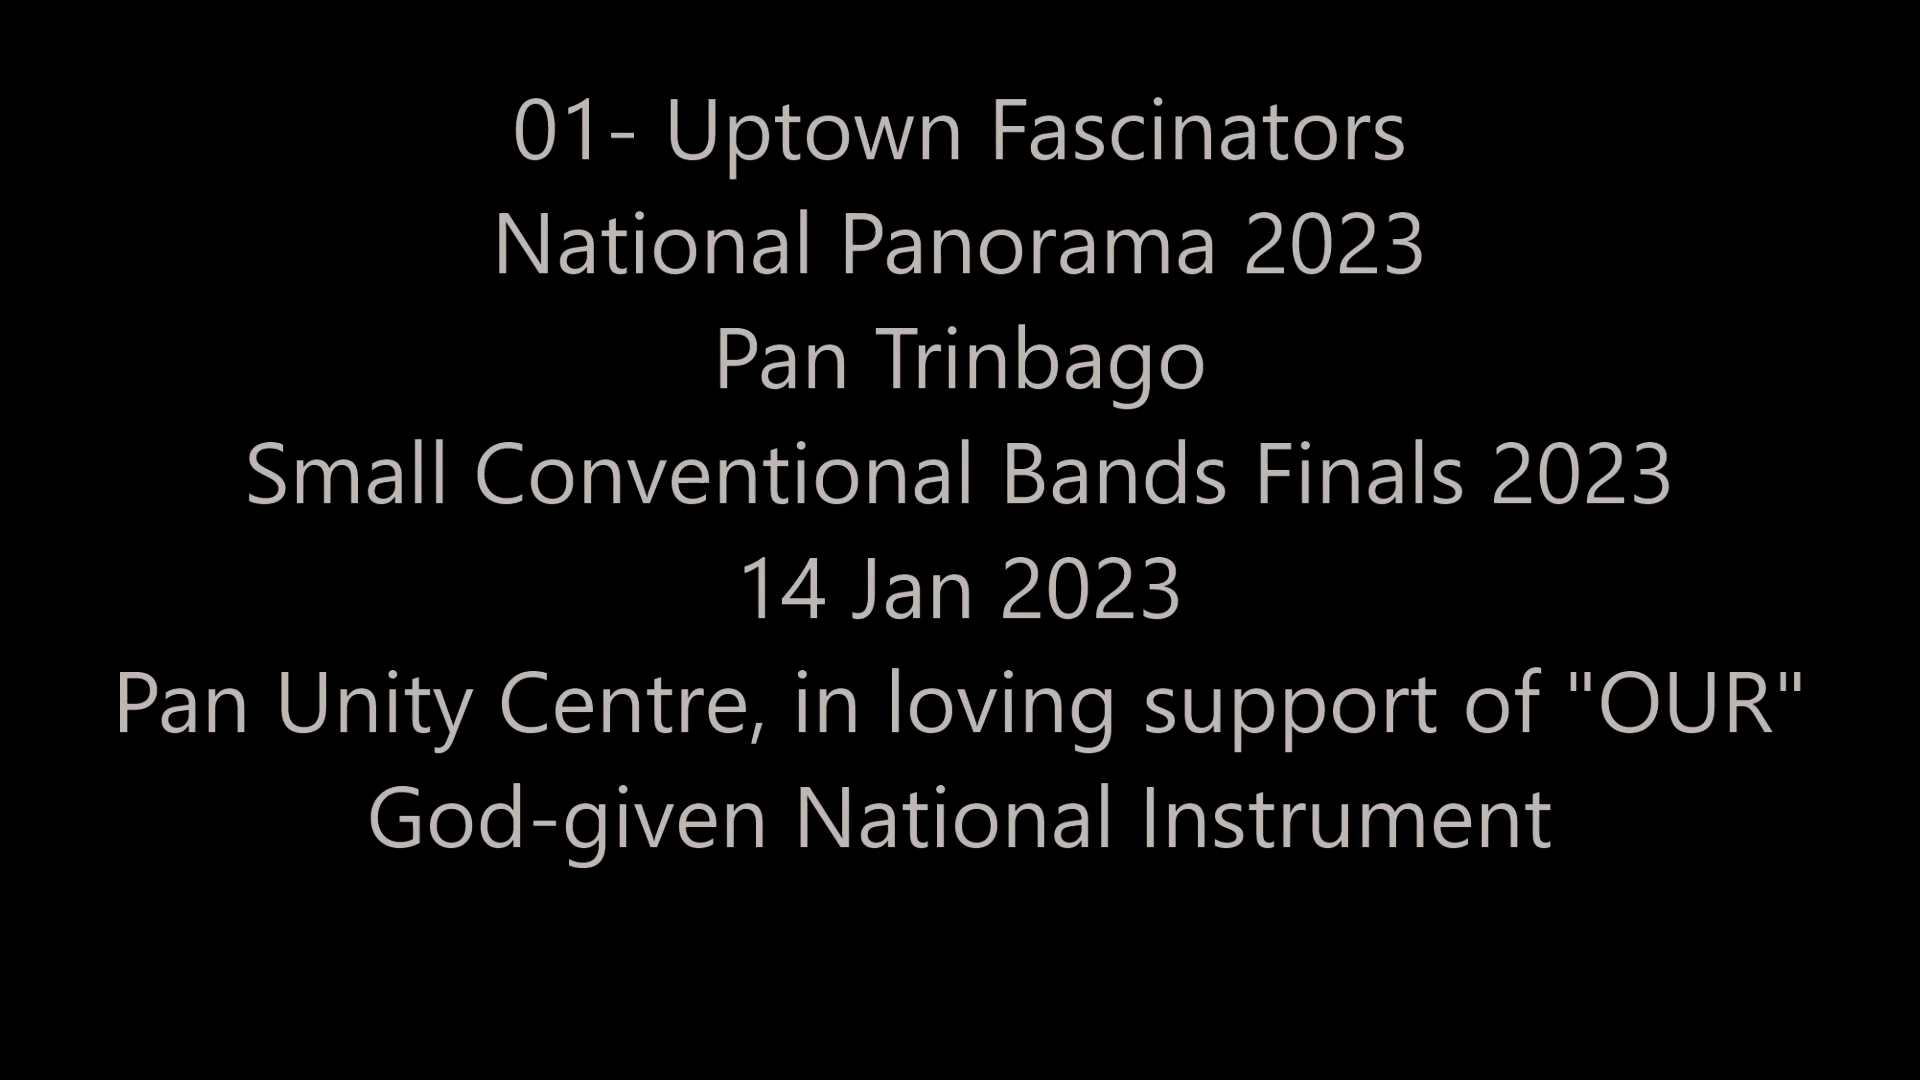 01- Uptown Fascinators
National Panorama 2023
Pan Trinbago
Small Conventional Bands Finals 2023
14 Jan 2023
Pan Unity Centre, in loving support of "OUR"
God-given National Instrument